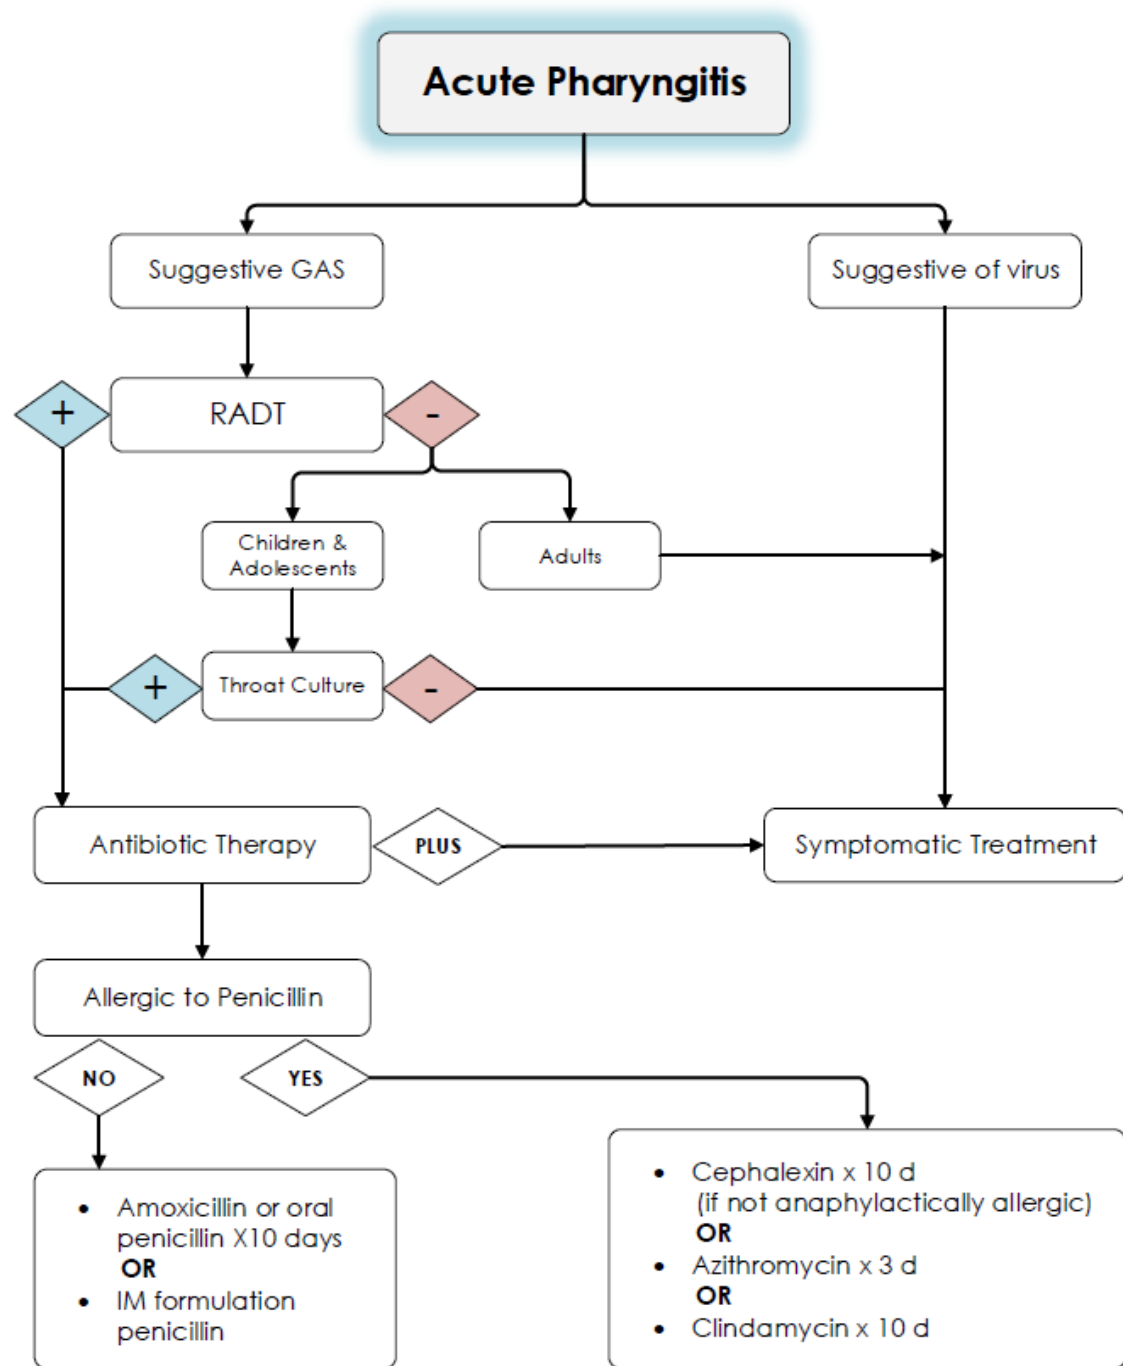 Acute Pharyngitis
Suggestive GAS
Suggestive of virus
+
RADT
-
Children &
Adolescents
Adults
+
Throat Culture
-
Antibiotic Therapy
PLUS
Symptomatic Treatment
Allergic to Penicillin
NO
YES
• Amoxicillin or oral
penicillin X10 days
OR
• IM formulation
penicillin
• Cephalexin x 10 d
(if not anaphylactically allergic)
OR
• Azithromycin x 3 d
OR
• Clindamycin x 10 d